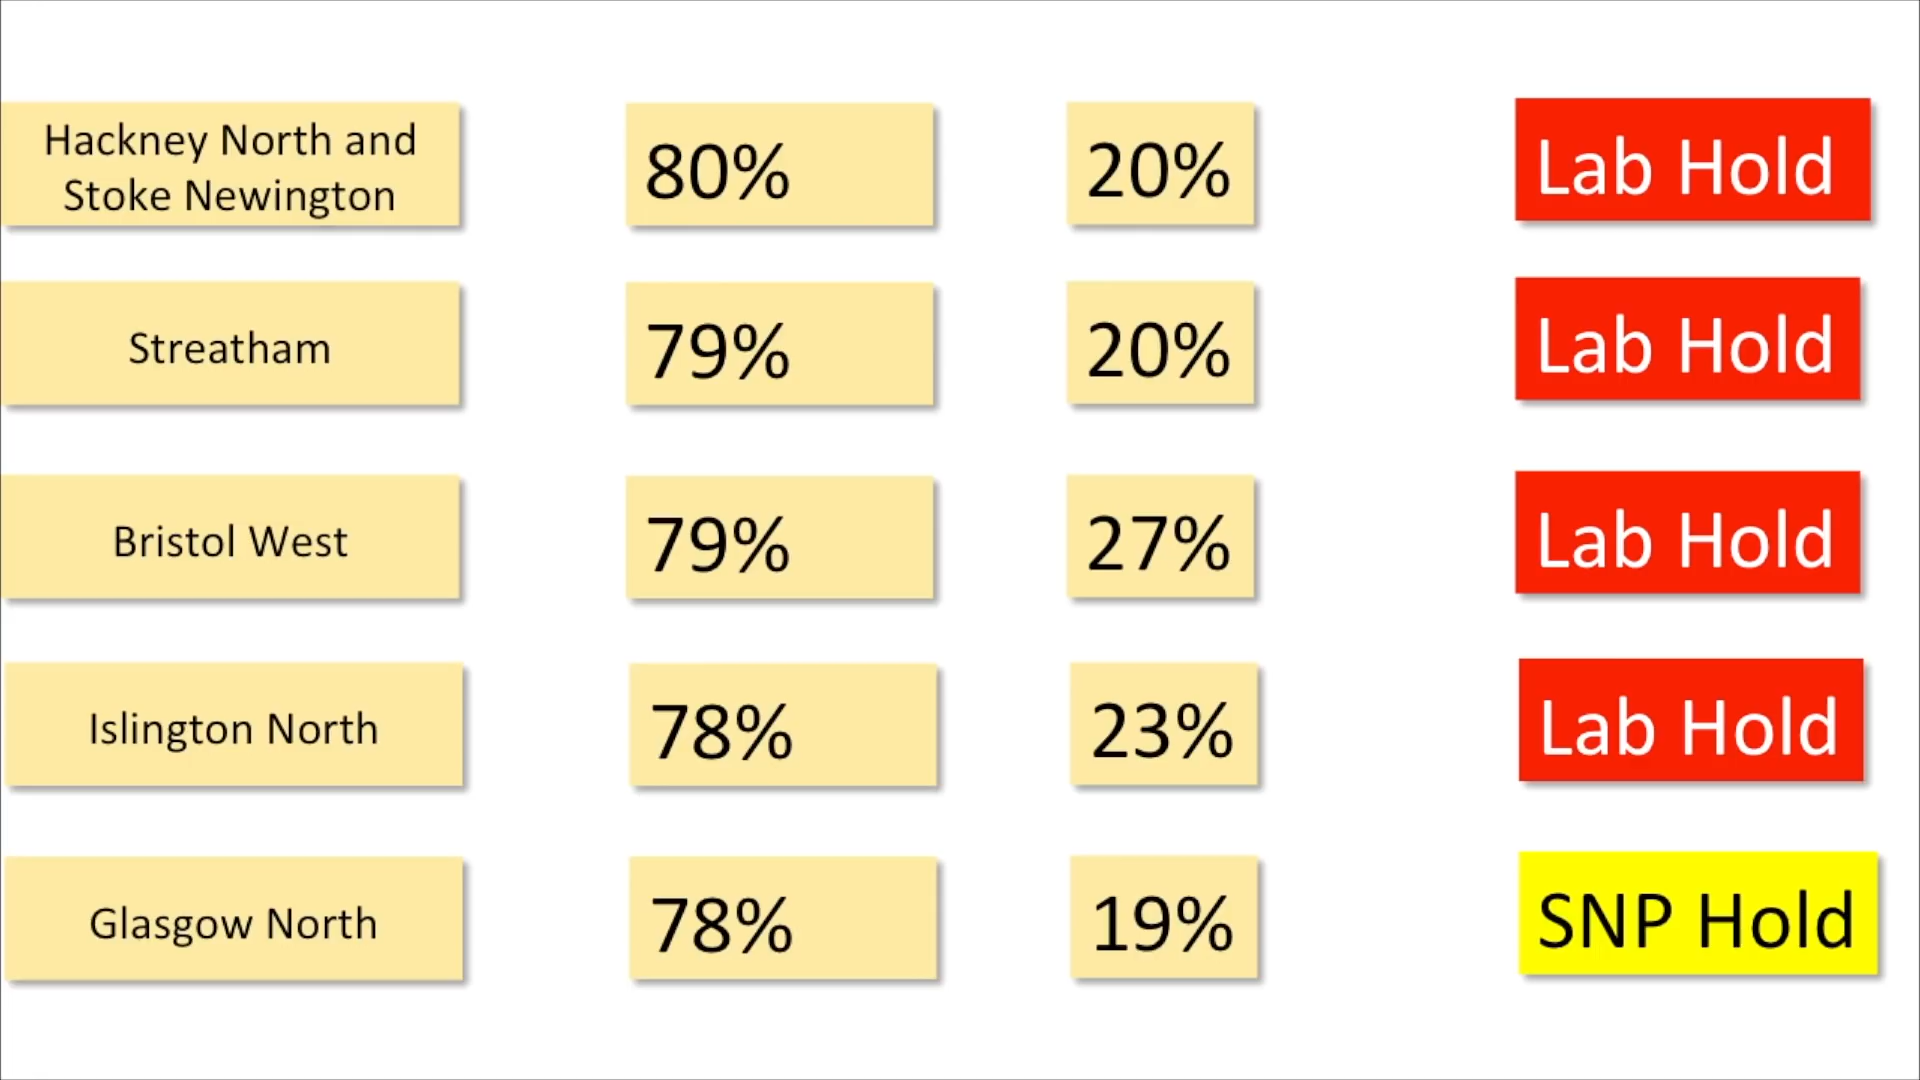 Hackney North and
Stoke Newington
80%
20%
Lab Hold
Streatham
79%
20%
Lab Hold
Bristol West
79%
27%
Lab Hold
Islington North
78%
23%
Lab Hold
Glasgow North
78%
19%
SNP Hold